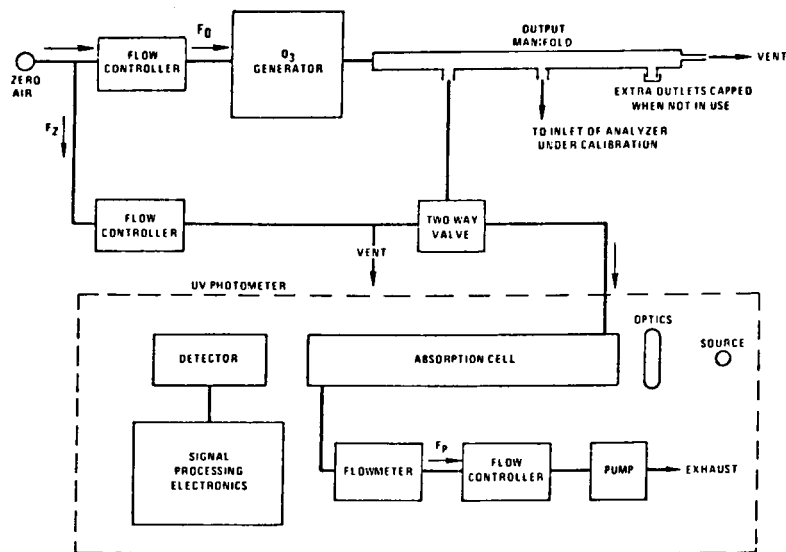 OUTPUT
MANIFOLD
F0
FLOW
CONTROLLER
O3
GENERATOR
VENT
ZERO
AIR
EXTRA OUTLETS CAPPED
WHEN NOT IN USE
TO INLET OF ANALYZER
UNDER CALIBRATION
FZ
FLOW
CONTROLLER
TWO WAY
VALVE
VENT
UV PHOTOMETER
OPTICS
SOURCE
DETECTOR
ABSORPTION CELL
SIGNAL
PROCESSING
ELECTRONICS
FP
FLOWMETER
FLOW
CONTROLLER
PUMP
EXHAUST